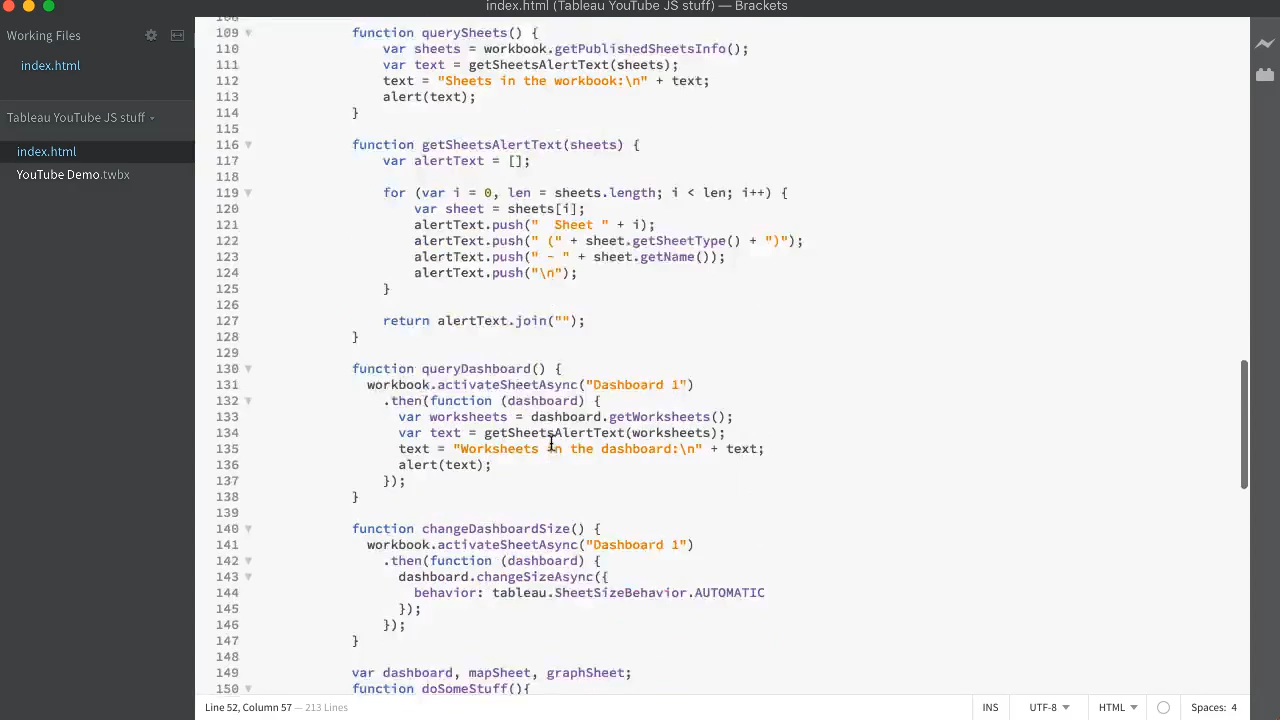 index.html (Tableau YouTube JS stuff) — Brackets
Working Files
index.html
Tableau YouTube JS stuff
index.html
YouTube Demo.twbx
108
109 function querySheets() {
110 var sheets = workbook.getPublishedSheetsInfo();
111 var text = getSheetsAlertText(sheets);
112 text = "Sheets in the workbook:\n" + text;
113 alert(text);
114 }
115
116 function getSheetsAlertText(sheets) {
117 var alertText = [];
118
119 for (var i = 0, len = sheets.length; i < len; i++) {
120 var sheet = sheets[i];
121 alertText.push("  Sheet " + i);
122 alertText.push(" (" + sheet.getSheetType() + ")");
123 alertText.push(" - " + sheet.getName());
124 alertText.push("\n");
125 }
126
127 return alertText.join("");
128 }
129
130 function queryDashboard() {
131 workbook.activateSheetAsync("Dashboard 1")
132 .then(function (dashboard) {
133 var worksheets = dashboard.getWorksheets();
134 var text = getSheetsAlertText(worksheets);
135 text = "Worksheets in the dashboard:\n" + text;
136 alert(text);
137 });
138 }
139
140 function changeDashboardSize() {
141 workbook.activateSheetAsync("Dashboard 1")
142 .then(function (dashboard) {
143 dashboard.changeSizeAsync({
144 behavior: tableau.SheetSizeBehavior.AUTOMATIC
145 });
146 });
147 }
148
149 var dashboard, mapSheet, graphSheet;
150 function doSomeStuff(){
Line 52, Column 57 — 213 Lines
INS
UTF-8
HTML
Spaces: 4